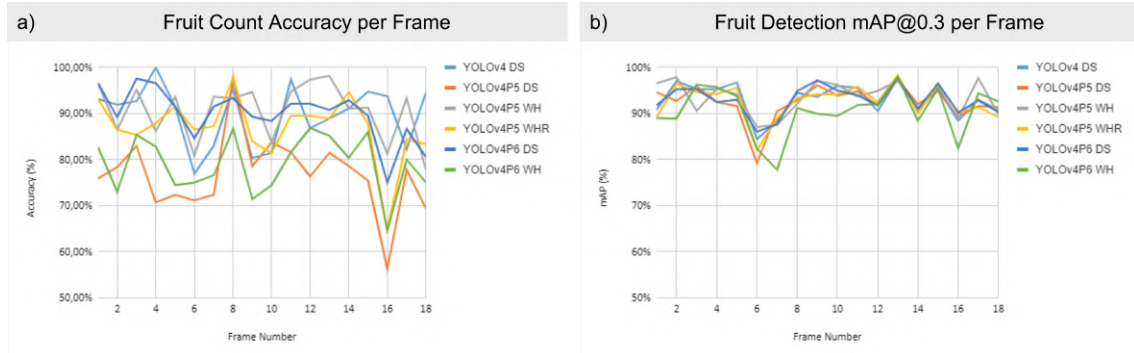 a) Fruit Count Accuracy per Frame
100,00%
90,00%
80,00%
70,00%
60,00%
50,00%
Accuracy (%)
2 4 6 8 10 12 14 16 18
Frame Number
YOLOv4 DS
YOLOv4P5 DS
YOLOv4P5 WH
YOLOv4P5 WHR
YOLOv4P6 DS
YOLOv4P6 WH
b) Fruit Detection mAP@0.3 per Frame
100%
90%
80%
70%
60%
50%
mAP (%)
2 4 6 8 10 12 14 16 18
Frame Number
YOLOv4 DS
YOLOv4P5 DS
YOLOv4P5 WH
YOLOv4P5 WHR
YOLOv4P6 DS
YOLOv4P6 WH